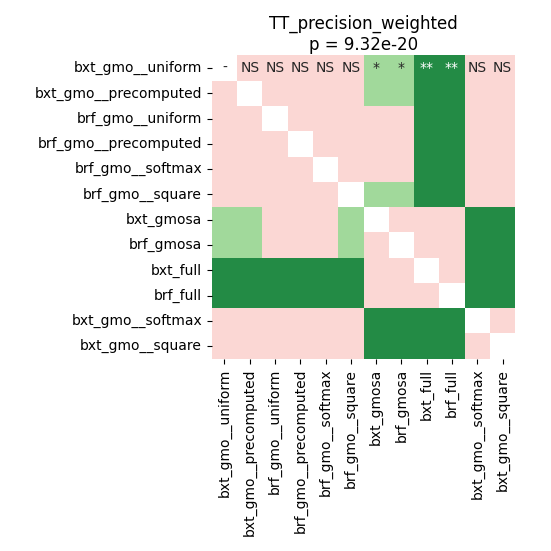 TT_precision_weighted
p = 9.32e-20
bxt_gmo__uniform - NS NS NS NS NS * * ** ** NS NS
bxt_gmo__precomputed
brf_gmo__uniform
brf_gmo__precomputed
brf_gmo__softmax
brf_gmo__square
bxt_gmosa
brf_gmosa
bxt_full
brf_full
bxt_gmo__softmax
bxt_gmo__square
bxt_gmo__uniform
bxt_gmo__precomputed
brf_gmo__uniform
brf_gmo__precomputed
brf_gmo__softmax
brf_gmo__square
bxt_gmosa
brf_gmosa
bxt_full
brf_full
bxt_gmo__softmax
bxt_gmo__square